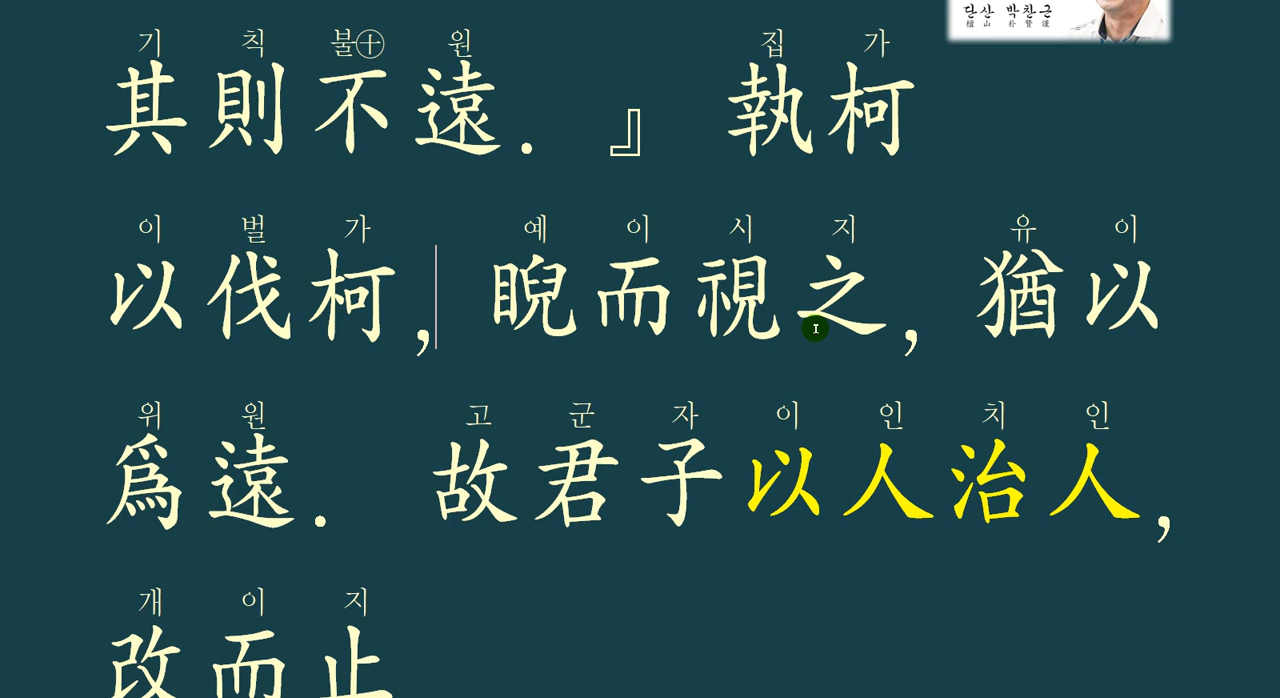 단산 박찬근
檀山 朴贊謹
기 칙 불㊉ 원 집 가
其則不遠. 』 執柯
이 벌 가 예 이 시 지 유 이
以伐柯, 睨而視之, 猶以
위 원 고 군 자 이 인 치 인
爲遠. 故君子以人治人,
개 이 지
改而止